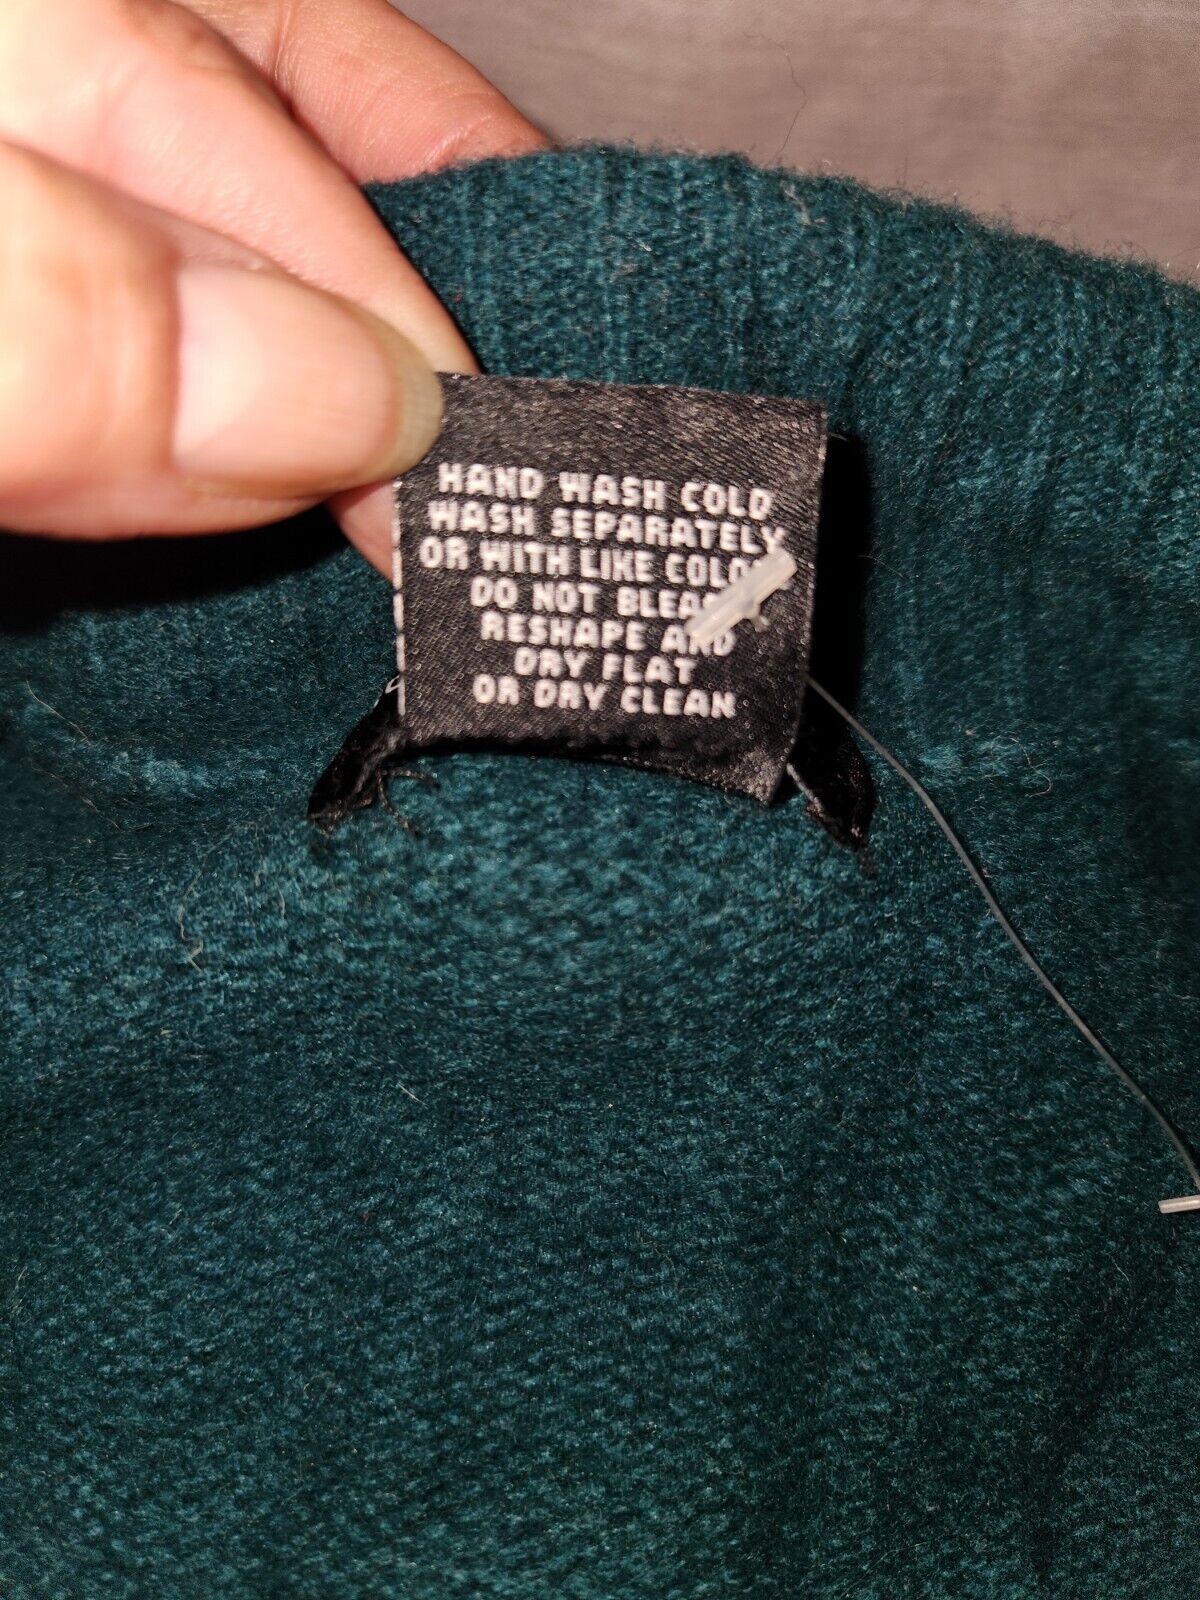 HAND WASH COLD
WASH SEPARATELY
OR WITH LIKE
DO NOT
RESHAPE AND
DRY FLAT
OR DRY CLEAN